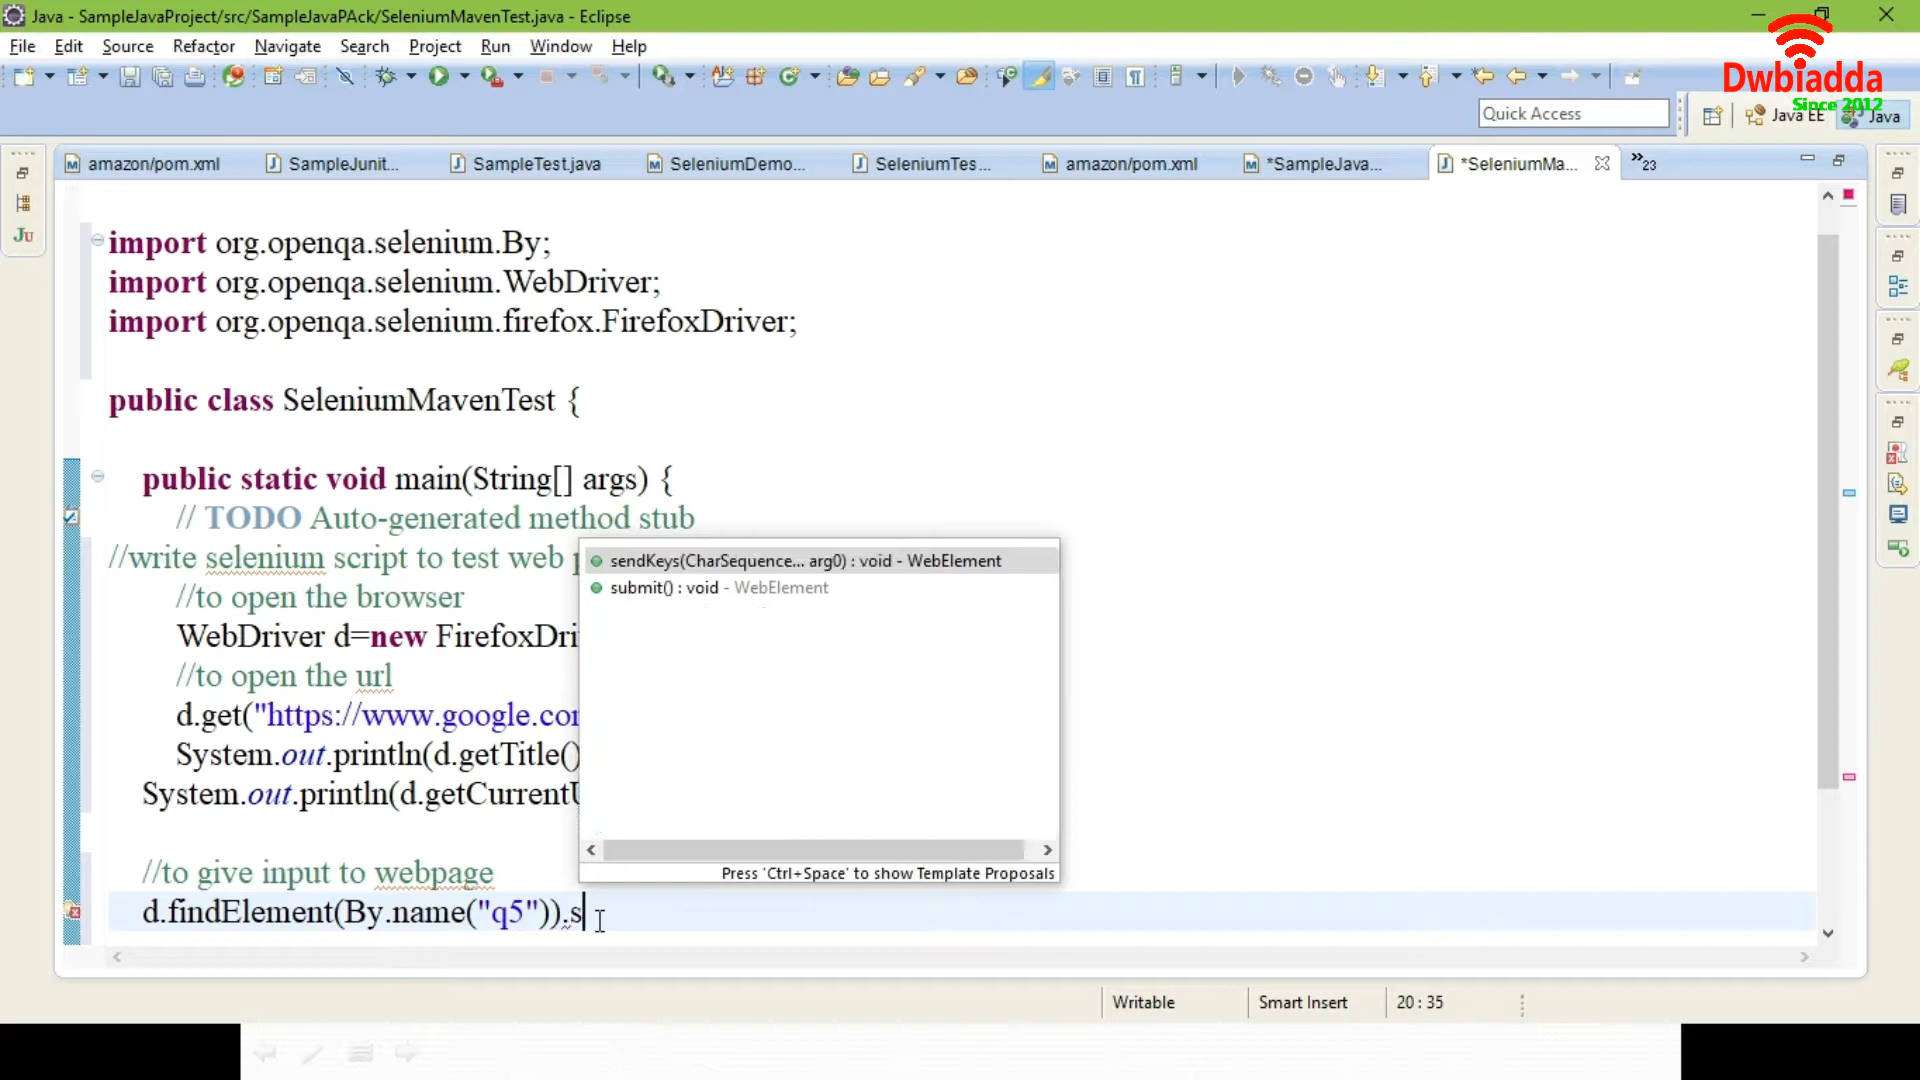 Java - SampleJavaProject/src/SampleJavaPAck/SeleniumMavenTest.java - Eclipse
File Edit Source Refactor Navigate Search Project Run Window Help
Dwbiadda
Since 2012
Quick Access
Java EE Java
amazon/pom.xml SampleJunit... SampleTest.java SeleniumDemo... SeleniumTes... amazon/pom.xml *SampleJava... *SeleniumMa... »23
JU
import org.openqa.selenium.By;
import org.openqa.selenium.WebDriver;
import org.openqa.selenium.firefox.FirefoxDriver;
public class SeleniumMavenTest {
public static void main(String[] args) {
// TODO Auto-generated method stub
//write selenium script to test web p
//to open the browser
WebDriver d=new FirefoxDri
//to open the url
d.get("https://www.google.com
System.out.println(d.getTitle()
System.out.println(d.getCurrentU
//to give input to webpage
d.findElement(By.name("q5")).s
sendKeys(CharSequence... arg0) : void - WebElement
submit() : void - WebElement
Press 'Ctrl+Space' to show Template Proposals
Writable Smart Insert 20 : 35